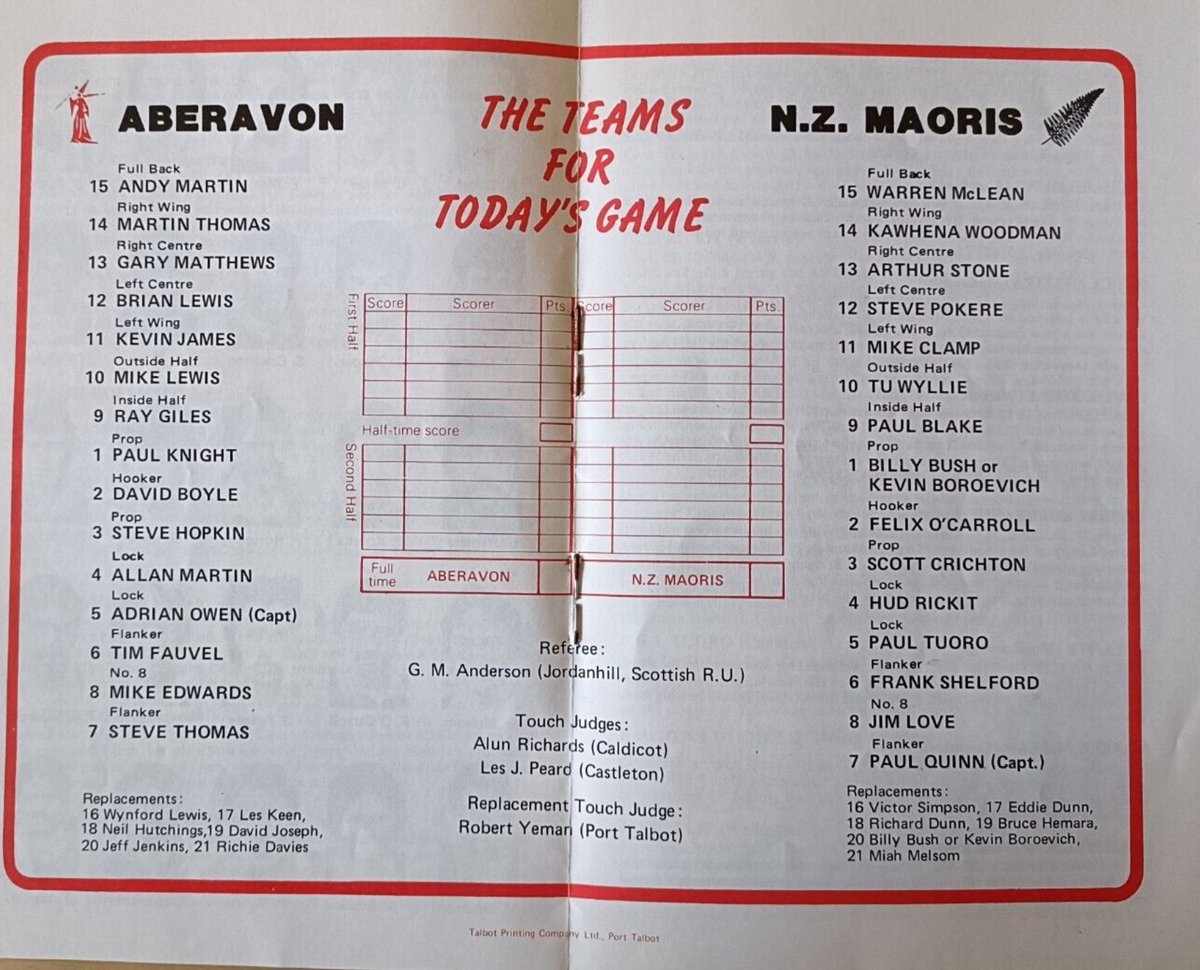 ABERAVON
Full Back
15 ANDY MARTIN
Right Wing
14 MARTIN THOMAS
Right Centre
13 GARY MATTHEWS
Left Centre
12 BRIAN LEWIS
Left Wing
11 KEVIN JAMES
Outside Half
10 MIKE LEWIS
Inside Half
9 RAY GILES
Prop
1 PAUL KNIGHT
Hooker
2 DAVID BOYLE
Prop
3 STEVE HOPKIN
Lock
4 ALLAN MARTIN
Lock
5 ADRIAN OWEN (Capt)
Flanker
6 TIM FAUVEL
No. 8
8 MIKE EDWARDS
Flanker
7 STEVE THOMAS
Replacements:
16 Wynford Lewis, 17 Les Keen,
18 Neil Hutchings,19 David Joseph,
20 Jeff Jenkins, 21 Richie Davies
THE TEAMS
FOR
TODAY'S GAME
First Half
Score Scorer Pts. Score Scorer Pts.
Half-time score
Second Half
Full time ABERAVON N.Z. MAORIS
Referee:
G. M. Anderson (Jordanhill, Scottish R.U.)
Touch Judges:
Alun Richards (Caldicot)
Les J. Peard (Castleton)
Replacement Touch Judge:
Robert Yeman (Port Talbot)
N.Z. MAORIS
Full Back
15 WARREN McLEAN
Right Wing
14 KAWHENA WOODMAN
Right Centre
13 ARTHUR STONE
Left Centre
12 STEVE POKERE
Left Wing
11 MIKE CLAMP
Outside Half
10 TU WYLLIE
Inside Half
9 PAUL BLAKE
Prop
1 BILLY BUSH or
KEVIN BOROEVICH
Hooker
2 FELIX O'CARROLL
Prop
3 SCOTT CRICHTON
Lock
4 HUD RICKIT
Lock
5 PAUL TUORO
Flanker
6 FRANK SHELFORD
No. 8
8 JIM LOVE
Flanker
7 PAUL QUINN (Capt.)
Replacements:
16 Victor Simpson, 17 Eddie Dunn,
18 Richard Dunn, 19 Bruce Hemara,
20 Billy Bush or Kevin Boroevich,
21 Miah Melsom
Talbot Printing Company Ltd., Port Talbot